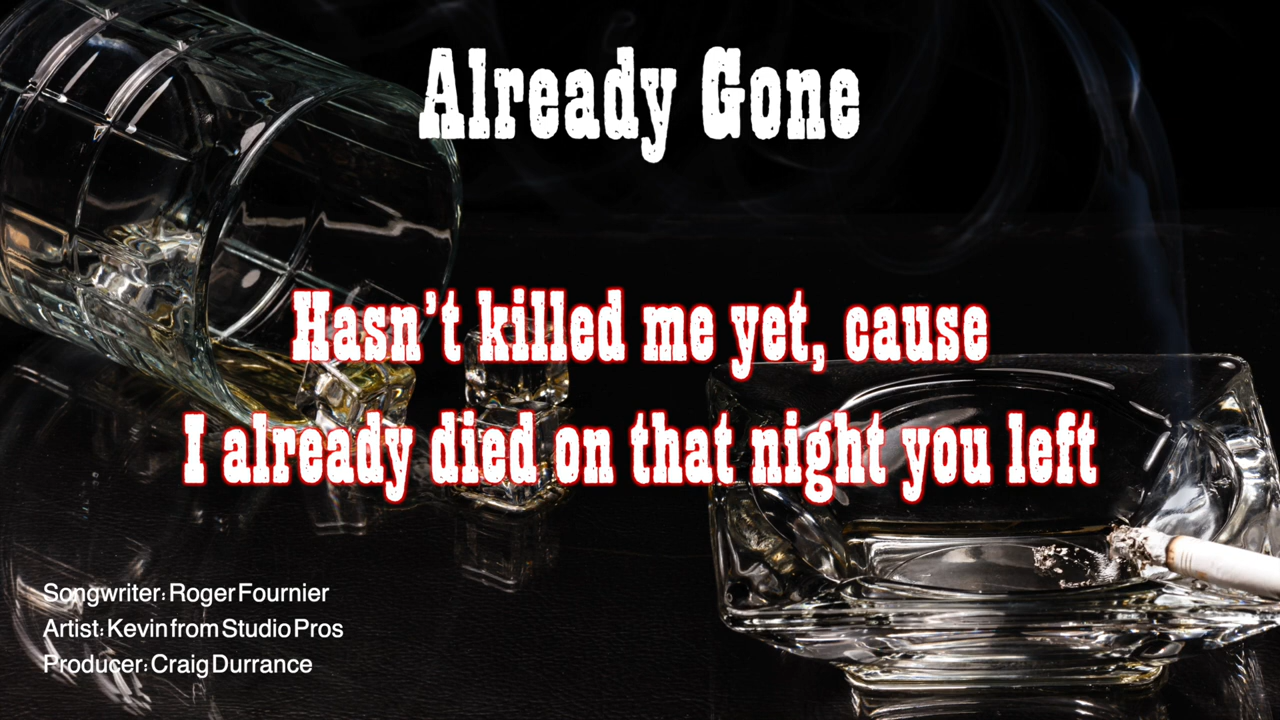 Already Gone
Hasn't killed me yet, cause
I already died on that night you left
Songwriter: Roger Fournier
Artist: Kevin from Studio Pros
Producer: Craig Durrance